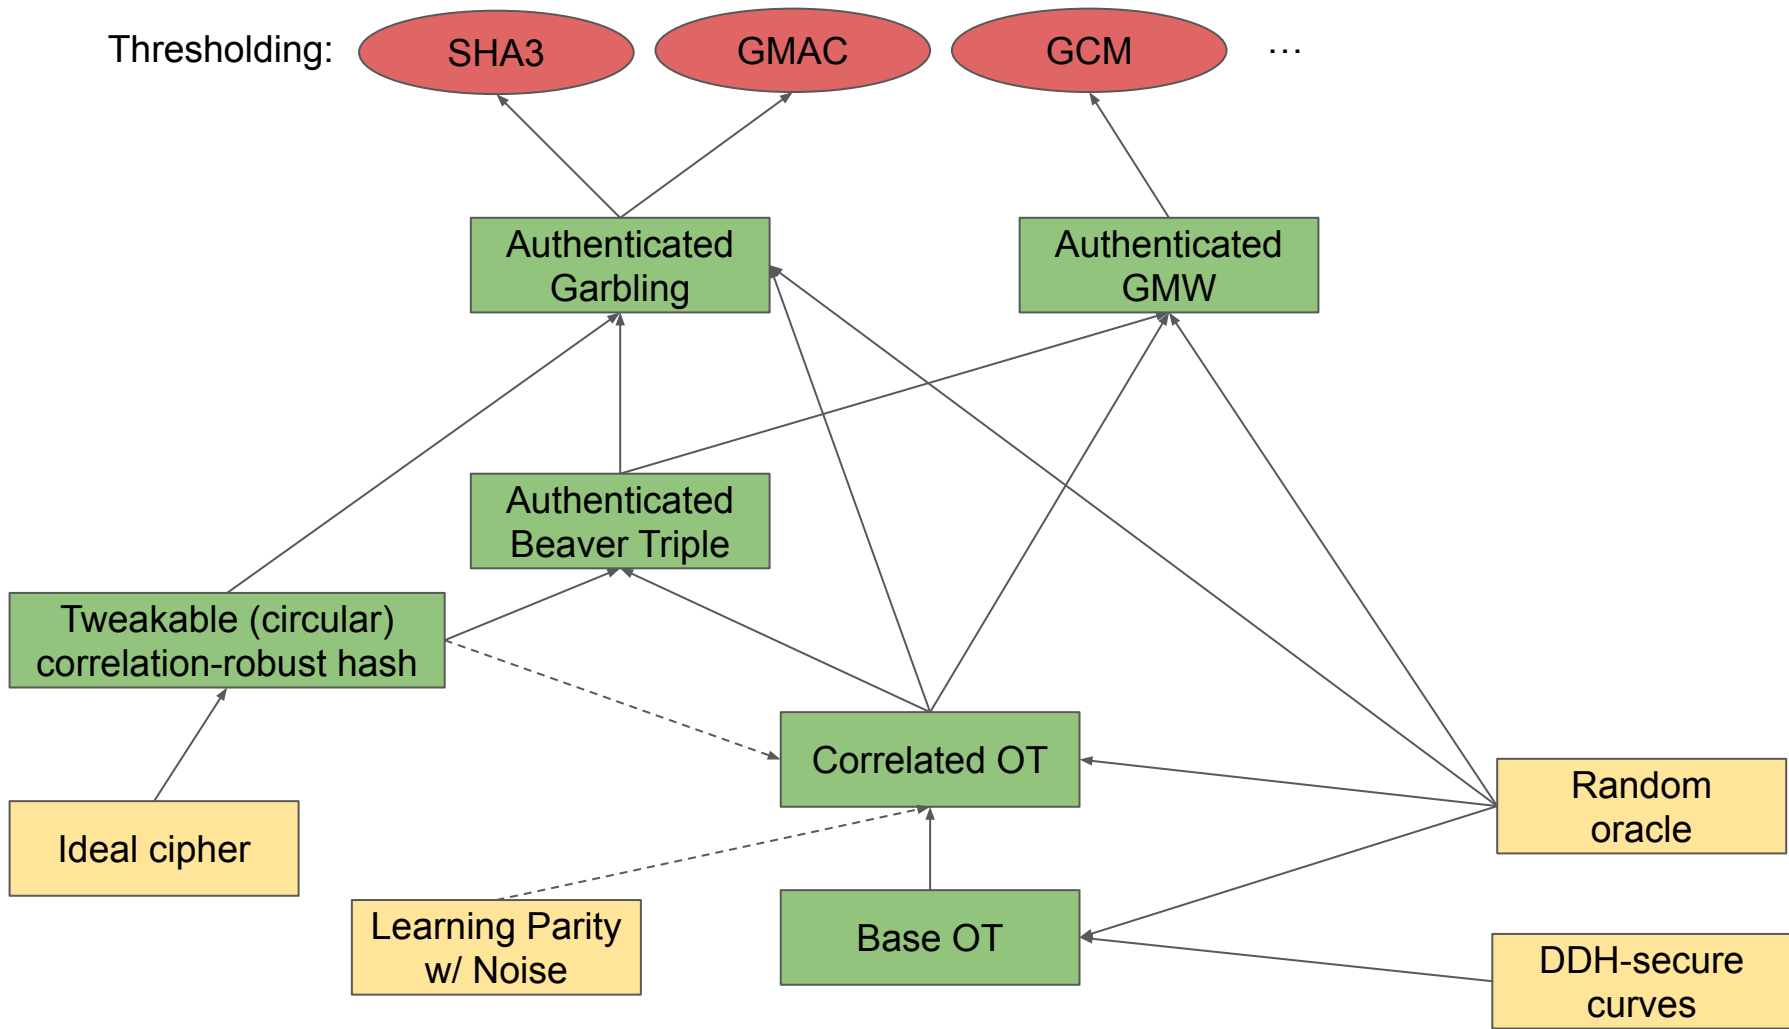 Thresholding:
SHA3
GMAC
GCM
…
Authenticated
Garbling
Authenticated
GMW
Authenticated
Beaver Triple
Tweakable (circular)
correlation-robust hash
Correlated OT
Random
oracle
Ideal cipher
Learning Parity
w/ Noise
Base OT
DDH-secure
curves